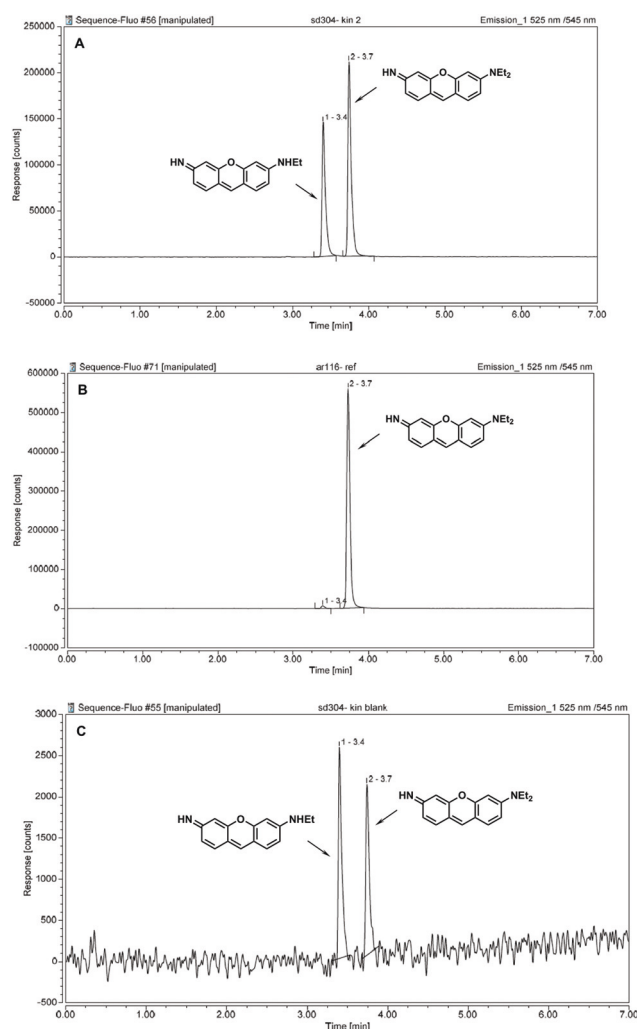 Sequence-Fluo #56 [manipulated] sd304- kin 2 Emission_1 525 nm /545 nm
A
250000
200000
150000
100000
50000
0
-50000
Response [counts]
1 - 3.4
2 - 3.7
HN O NHEt
HN O NEt2
0.00 1.00 2.00 3.00 4.00 5.00 6.00 7.00
Time [min]
Sequence-Fluo #71 [manipulated] ar116- ref Emission_1 525 nm /545 nm
B
600000
500000
400000
300000
200000
100000
0
-100000
Response [counts]
1 - 3.4
2 - 3.7
HN O NEt2
0.00 1.00 2.00 3.00 4.00 5.00 6.00 7.00
Time [min]
Sequence-Fluo #55 [manipulated] sd304- kin blank Emission_1 525 nm /545 nm
C
3000
2500
2000
1500
1000
500
0
-500
Response [counts]
1 - 3.4
2 - 3.7
HN O NHEt
HN O NEt2
0.00 1.00 2.00 3.00 4.00 5.00 6.00 7.00
Time [min]